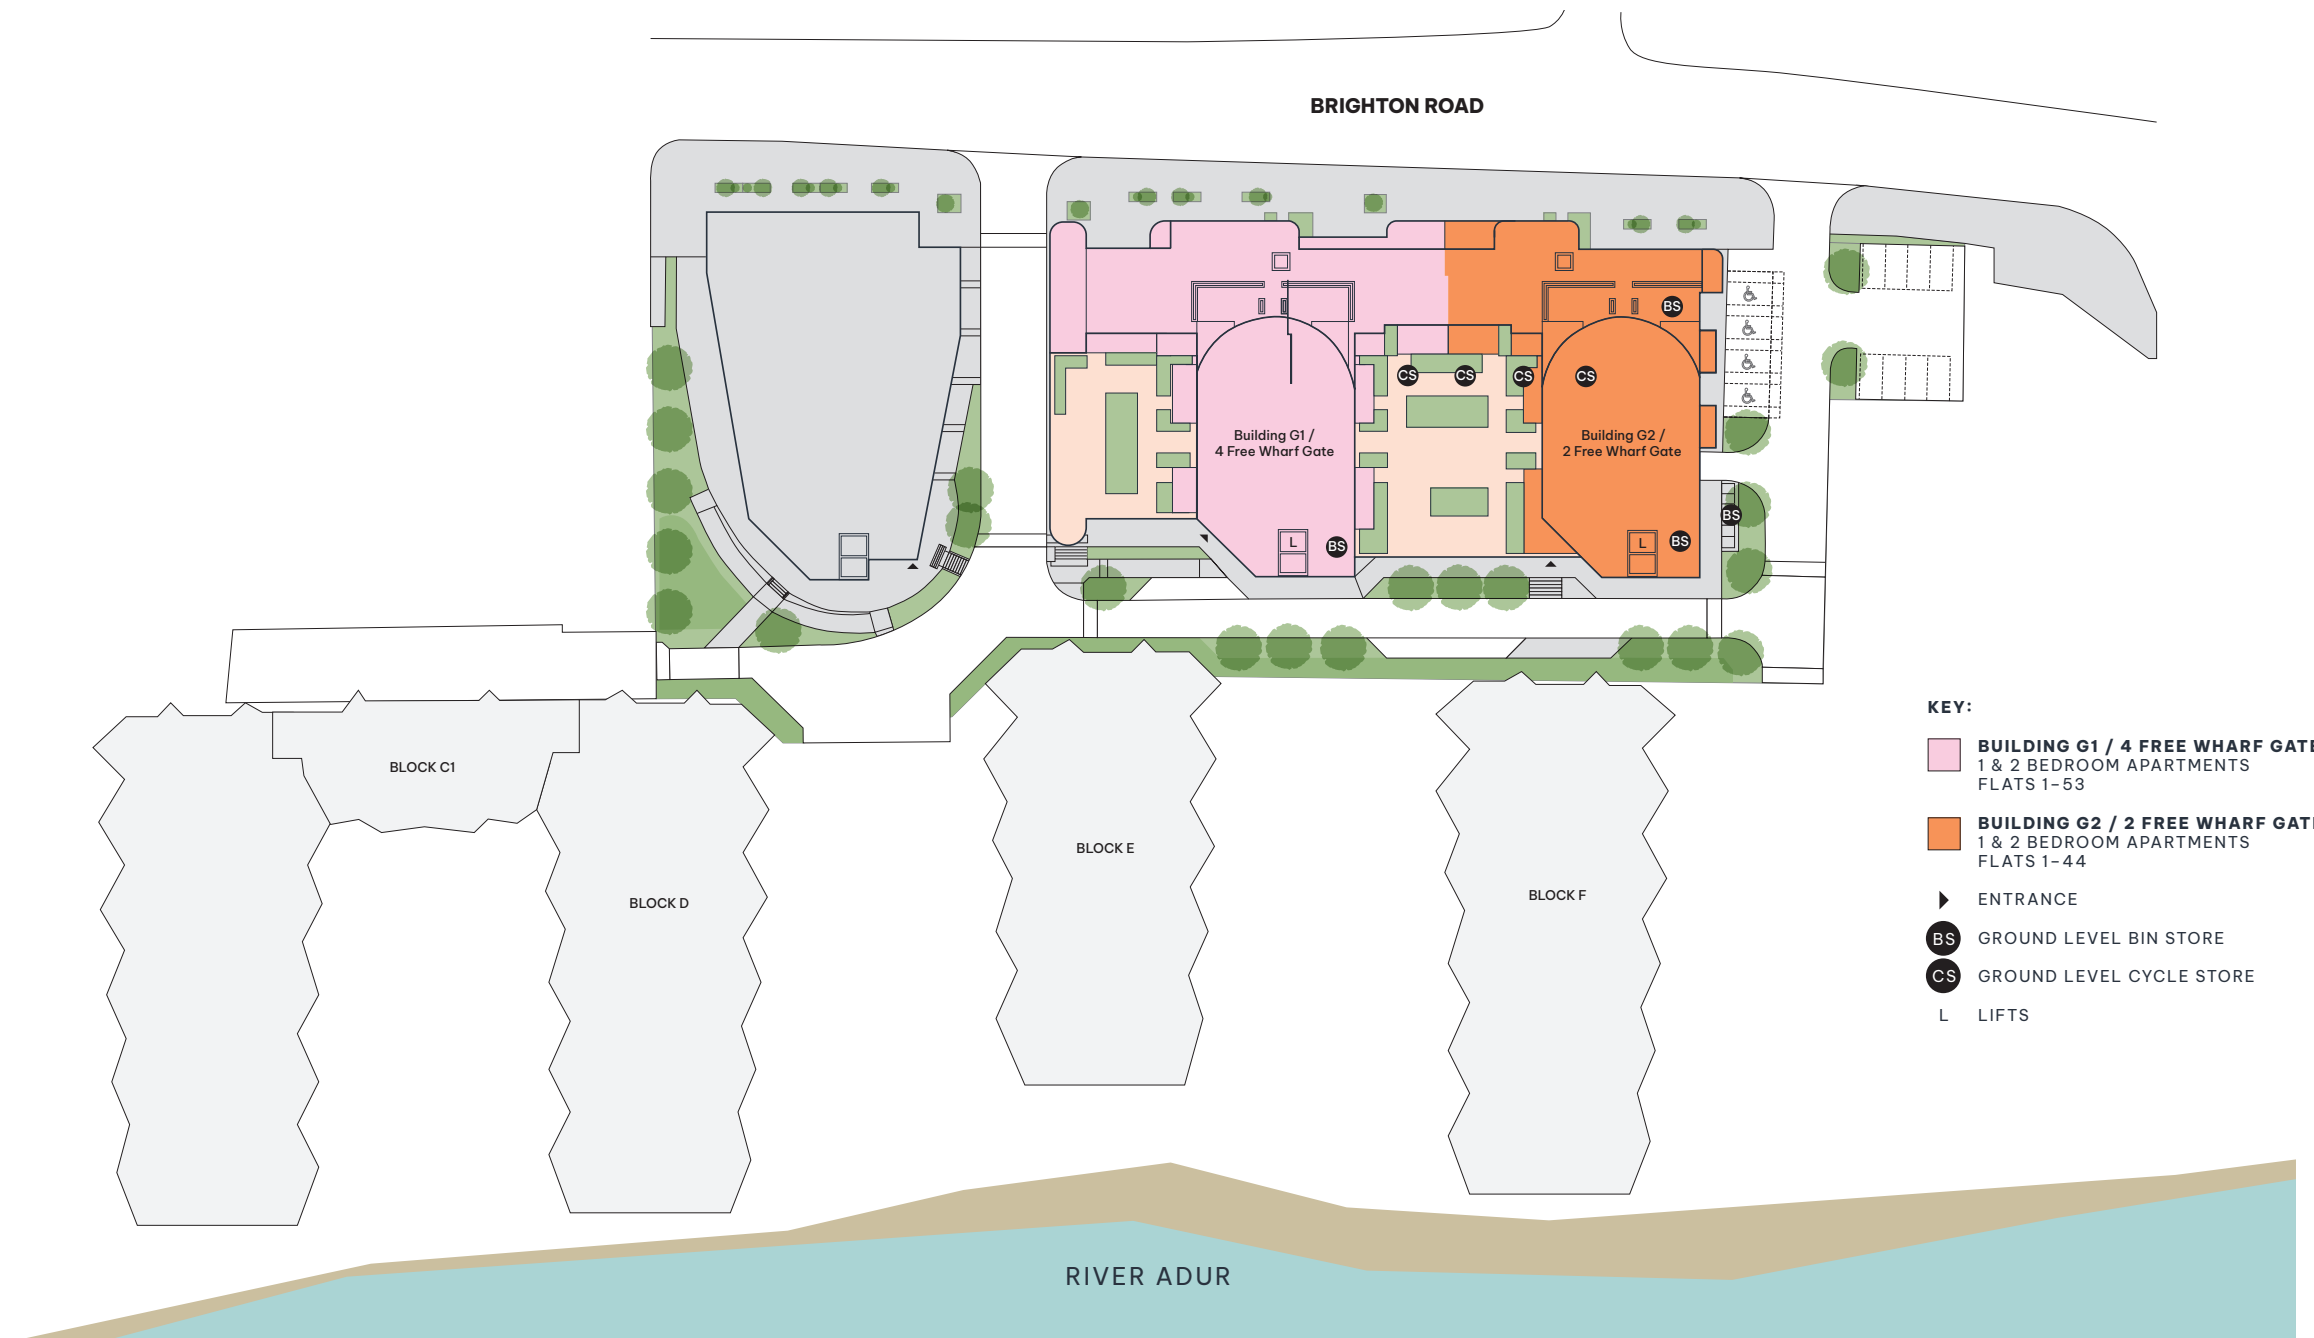 BRIGHTON ROAD
BS
CS
CS
CS
CS
Building G1 /
4 Free Wharf Gate
Building G2 /
2 Free Wharf Gate
BS
L
BS
L
BS
KEY:
BUILDING G1 / 4 FREE WHARF GATE
1 & 2 BEDROOM APARTMENTS
FLATS 1–53
BUILDING G2 / 2 FREE WHARF GATE
1 & 2 BEDROOM APARTMENTS
FLATS 1–44
ENTRANCE
BS GROUND LEVEL BIN STORE
CS GROUND LEVEL CYCLE STORE
L LIFTS
BLOCK C1
BLOCK E
BLOCK F
BLOCK D
RIVER ADUR